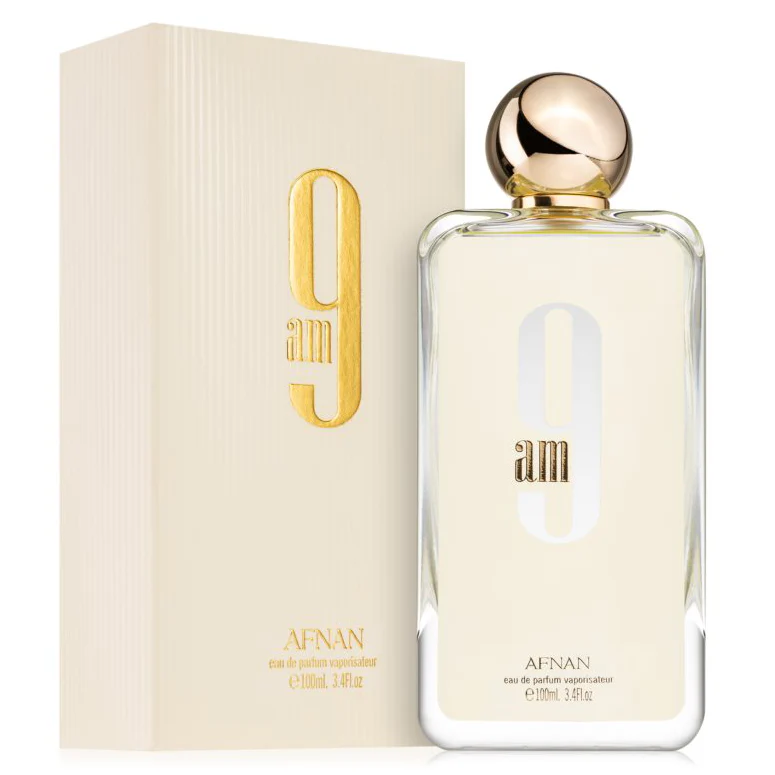 9
am
AFNAN
eau de parfum vaporisateur
℮100ml. 3.4Fl.oz
9
am
AFNAN
eau de parfum vaporisateur
℮100ml. 3.4Fl.oz